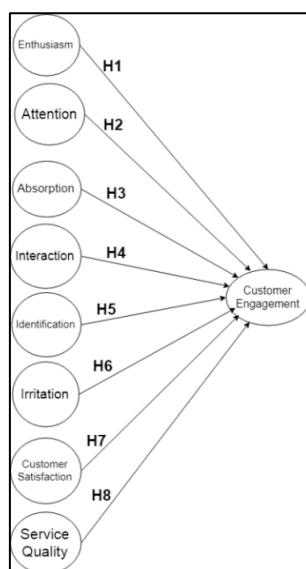 Enthusiasm
H1
Attention
H2
Absorption
H3
Interaction
H4
Customer
Engagement
Identification
H5
Irritation
H6
Customer
Satisfaction
H7
Service
Quality
H8